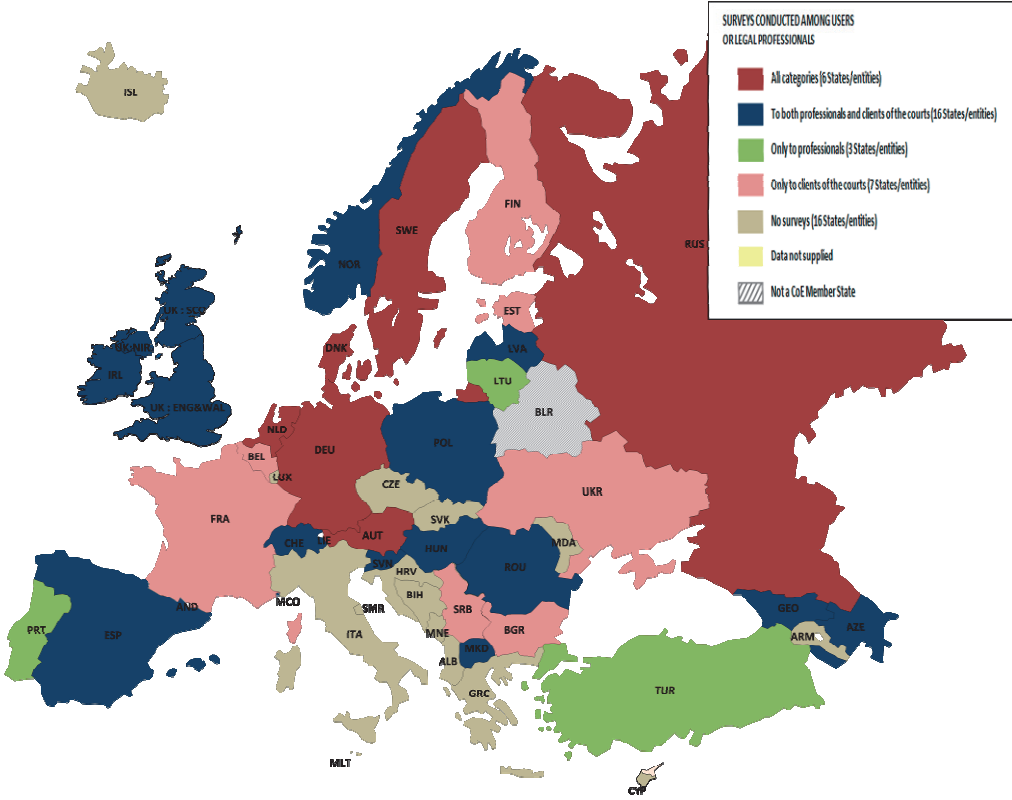 SURVEYS CONDUCTED AMONG USERS
OR LEGAL PROFESSIONALS
All categories (6 States/entities)
To both professionals and clients of the courts (16 States/entities)
Only to professionals (3 States/entities)
Only to clients of the courts (7 States/entities)
No surveys (16 States/entities)
Data not supplied
Not a CoE Member State
ISL
FIN
SWE
RUS
NOR
UK : SCO
EST
UK:NIR
DNK
LVA
IRL
LTU
UK : ENG&WAL
BLR
NLD
POL
DEU
BEL
LUX
CZE
UKR
FRA
SVK
AUT
CHE
LIE
MDA
HUN
SVN
ROU
HRV
BIH
MCO
AND
SMR
SRB
GEO
PRT
ESP
ITA
MNE
BGR
AZE
ARM
MKD
ALB
GRC
TUR
MLT
CYP